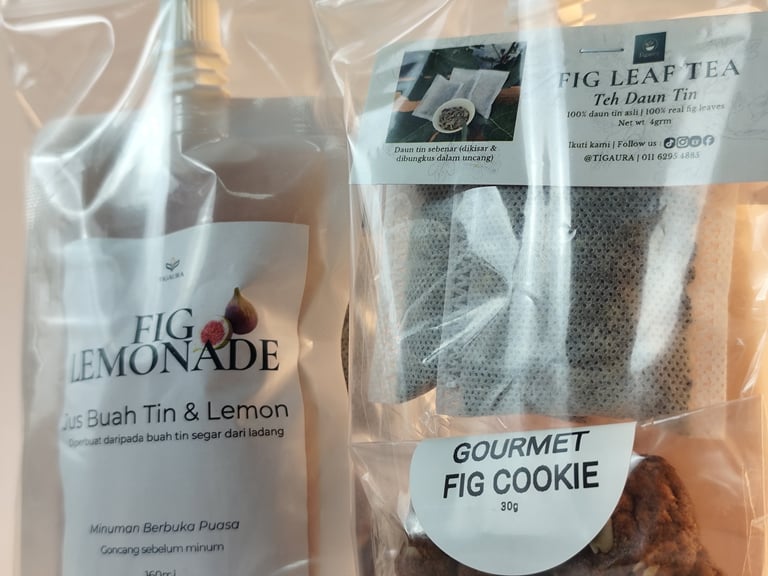 TIGAURA
FIG
LEMONADE
Jus Buah Tin & Lemon
Diperbuat daripada buah tin segar dari ladang
Minuman Berbuka Puasa
Goncang sebelum minum
160ml
FIG LEAF TEA
Teh Daun Tin
100% daun tin asli | 100% real fig leaves
Net wt 4grm
Ikuti kami | Follow us :
@TIGAURA | 011 6295 4885
Daun tin sebenar (dikisar &
dibungkus dalam uncang)
GOURMET
FIG COOKIE
30g